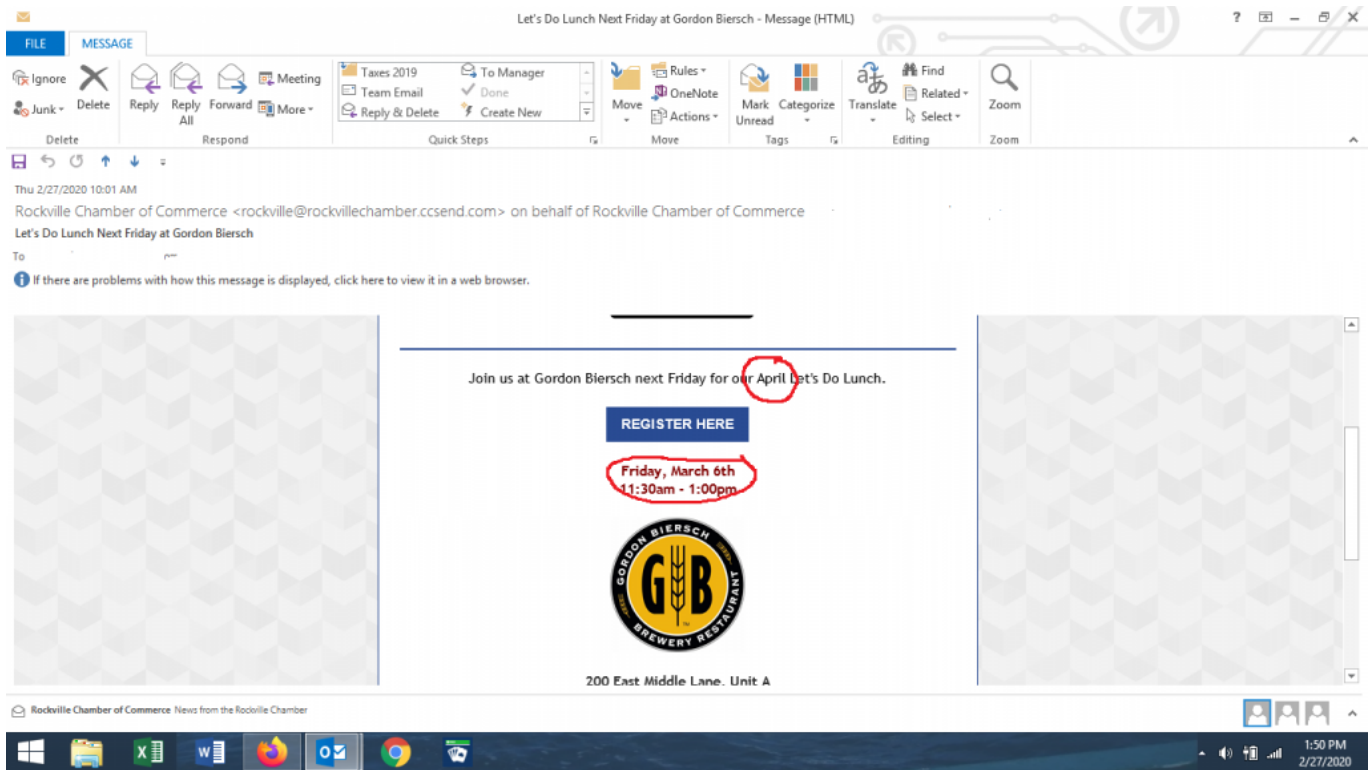 Let's Do Lunch Next Friday at Gordon Biersch - Message (HTML)
?
FILE MESSAGE
Ignore
Junk
Delete
Reply
Reply All
Forward
Meeting
More
Taxes 2019
Team Email
Reply & Delete
To Manager
Done
Create New
Move
Rules
OneNote
Actions
Mark Unread
Categorize
Translate
Find
Related
Select
Zoom
Delete Respond Quick Steps Move Tags Editing Zoom
Thu 2/27/2020 10:01 AM
Rockville Chamber of Commerce <rockville@rockvillechamber.ccsend.com> on behalf of Rockville Chamber of Commerce
Let's Do Lunch Next Friday at Gordon Biersch
To
If there are problems with how this message is displayed, click here to view it in a web browser.
Join us at Gordon Biersch next Friday for our April Let's Do Lunch.
REGISTER HERE
Friday, March 6th
11:30am - 1:00pm
GORDON BIERSCH
GB
BREWERY RESTAURANT
200 East Middle Lane, Unit A
Rockville Chamber of Commerce News from the Rockville Chamber
1:50 PM
2/27/2020